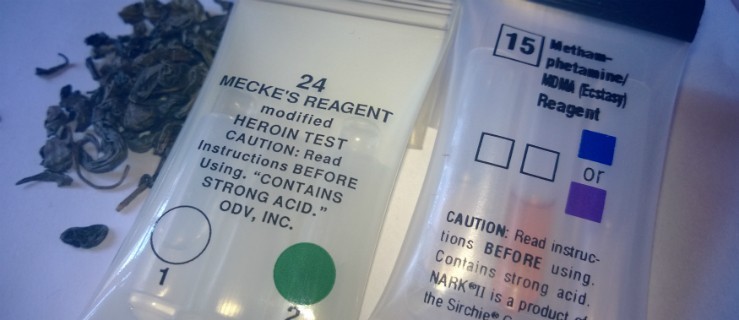 24
MECKE'S REAGENT
modified
HEROIN TEST
CAUTION: Read
Instructions BEFORE
Using. "CONTAINS
STRONG ACID."
ODV, INC.
1
2
15
Metham-
phetamine/
MDMA (Ecstasy)
Reagent
or
CAUTION: Read instruc-
tions BEFORE using.
Contains strong acid.
NARK®II is a product of
the Sirchie®